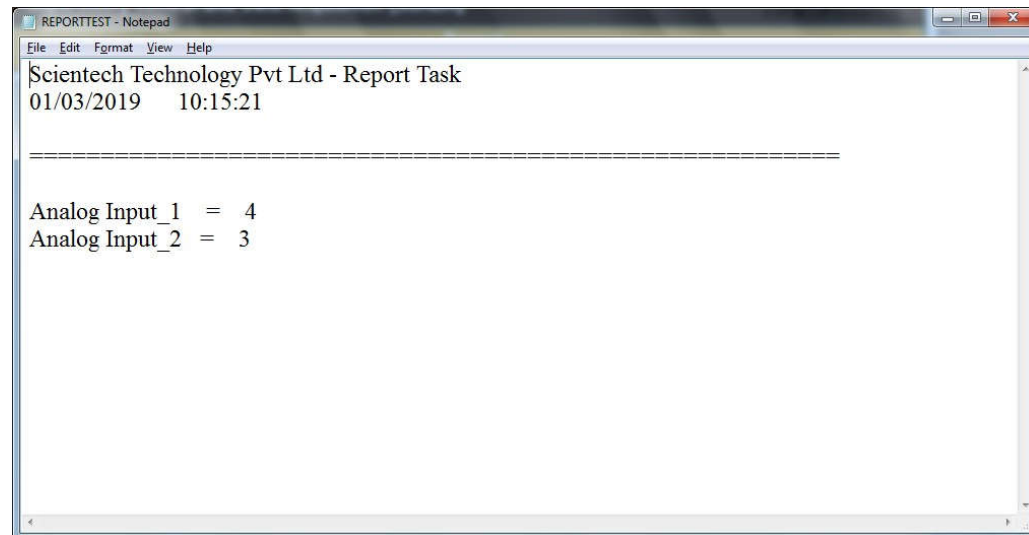 REPORTTEST - Notepad
File Edit Format View Help
Scientech Technology Pvt Ltd - Report Task
01/03/2019 10:15:21
=========================================================
Analog Input_1 = 4
Analog Input_2 = 3